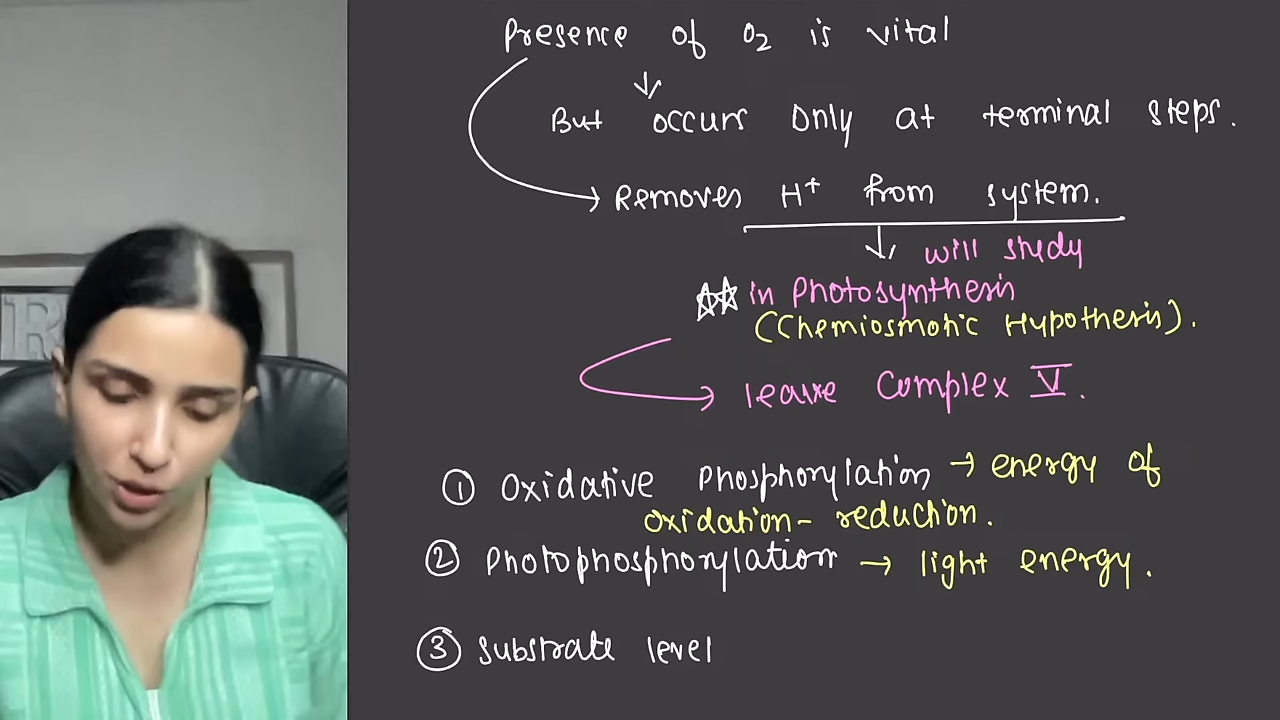 Presence of O2 is vital
↓
But occurs only at terminal steps.
→ Removes H+ from system.
↓ will study
☆☆ in Photosynthesis
(Chemiosmotic Hypothesis).
→ leave Complex V.
① Oxidative Phosphorylation → energy of
oxidation- reduction.
② Photophosphorylation → light energy.
③ Substrate level
R